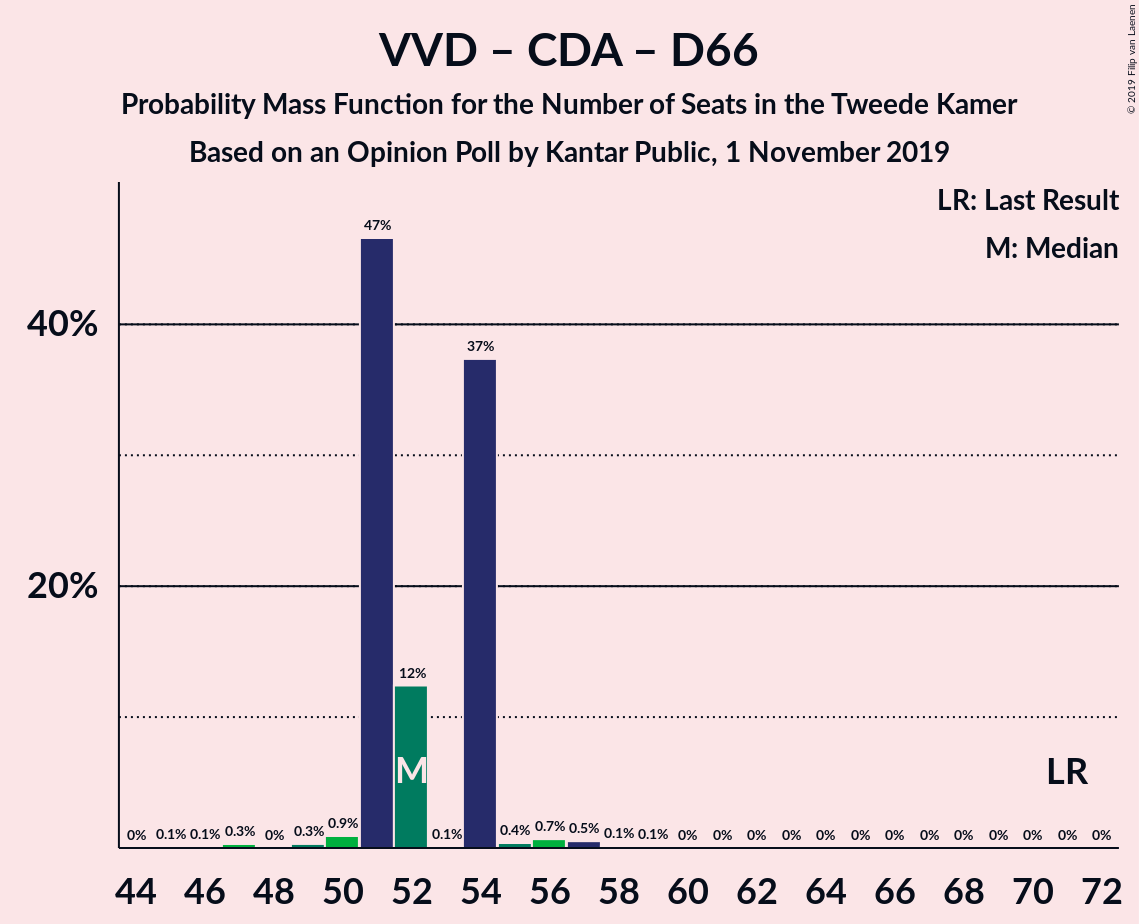 VVD – CDA – D66
Probability Mass Function for the Number of Seats in the Tweede Kamer
Based on an Opinion Poll by Kantar Public, 1 November 2019
© 2019 Filip van Laenen
LR: Last Result
M: Median
40%
20%
0% 0.1% 0.1% 0.3% 0% 0.3% 0.9% 47% 12% 0.1% 37% 0.4% 0.7% 0.5% 0.1% 0.1% 0% 0% 0% 0% 0% 0% 0% 0% 0% 0% 0% 0% 0%
M
LR
44 46 48 50 52 54 56 58 60 62 64 66 68 70 72